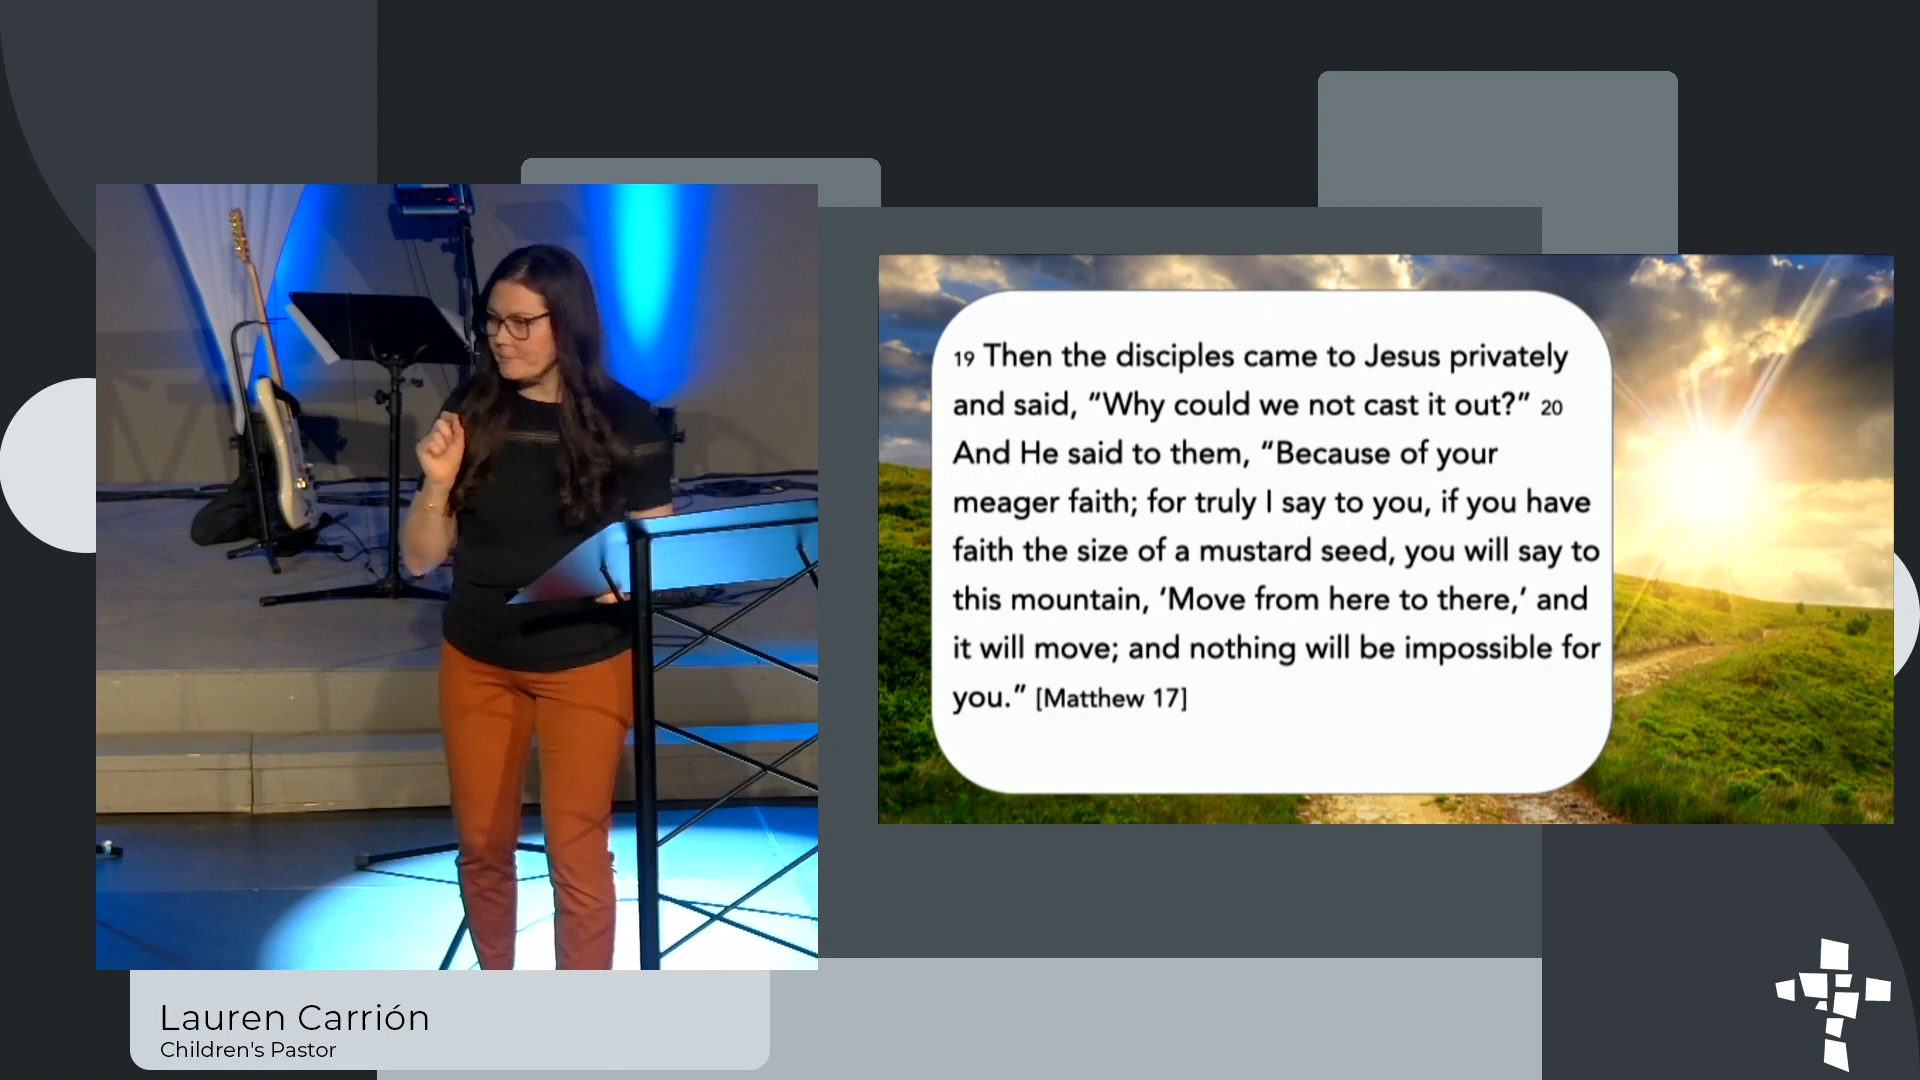 19 Then the disciples came to Jesus privately
and said, “Why could we not cast it out?” 20
And He said to them, “Because of your
meager faith; for truly I say to you, if you have
faith the size of a mustard seed, you will say to
this mountain, ‘Move from here to there,’ and
it will move; and nothing will be impossible for
you.” [Matthew 17]
Lauren Carrión
Children's Pastor